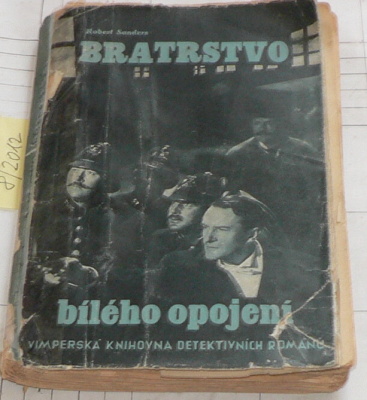 Robert Sanders
BRATRSTVO
8/2012
bílého opojení
VIMPERSKÁ KNIHOVNA DETEKTIVNÍCH ROMÁNŮ